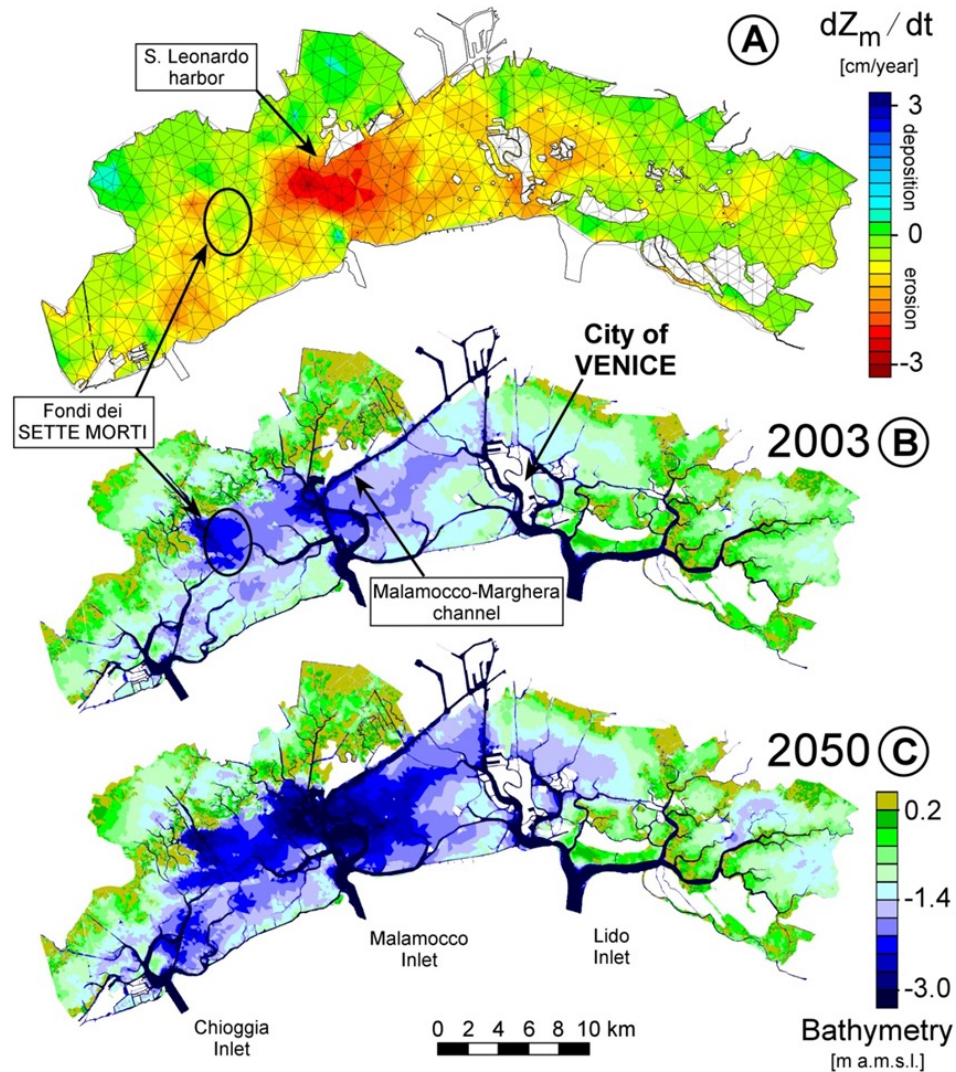 A
dZm / dt
[cm/year]
S. Leonardo
harbor
3
deposition
0
erosion
-3
City of
VENICE
Fondi dei
SETTE MORTI
2003 B
Malamocco-Marghera
channel
2050 C
0.2
-1.4
-3.0
Malamocco
Inlet
Lido
Inlet
Chioggia
Inlet
0 2 4 6 8 10 km
Bathymetry
[m a.m.s.l.]